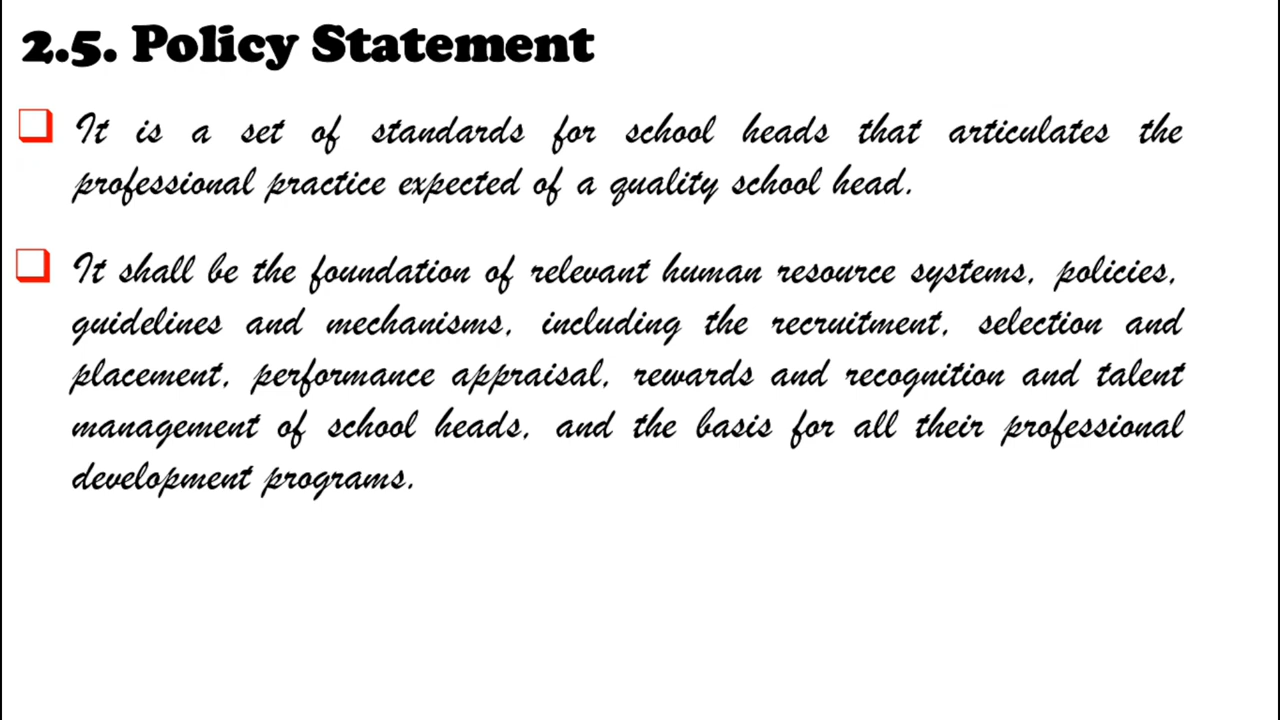 2.5. Policy Statement
It is a set of standards for school heads that articulates the
professional practice expected of a quality school head.
It shall be the foundation of relevant human resource systems, policies,
guidelines and mechanisms, including the recruitment, selection and
placement, performance appraisal, rewards and recognition and talent
management of school heads, and the basis for all their professional
development programs.